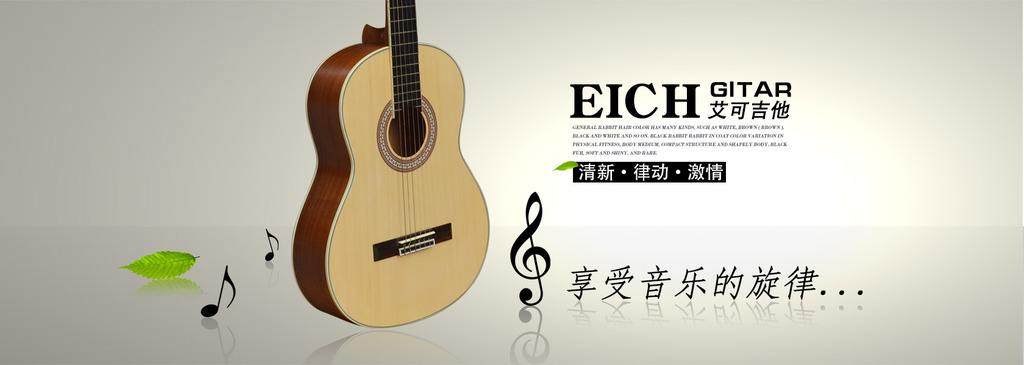 EICH GITAR
艾可吉他
GENERAL RABBIT HAIR COLOR HAS MANY KINDS, SUCH AS WHITE, BROWN ( BROWN ),
BLACK AND WHITE AND SO ON. BLACK RABBIT RABBIT IN COAT COLOR VARIATION IN
PHYSICAL FITNESS, BODY MEDIUM, COMPACT STRUCTURE AND SHAPELY BODY. BLACK
FUR, SOFT AND SHINY, AND RARE.
清新·律动·激情
享受音乐的旋律...